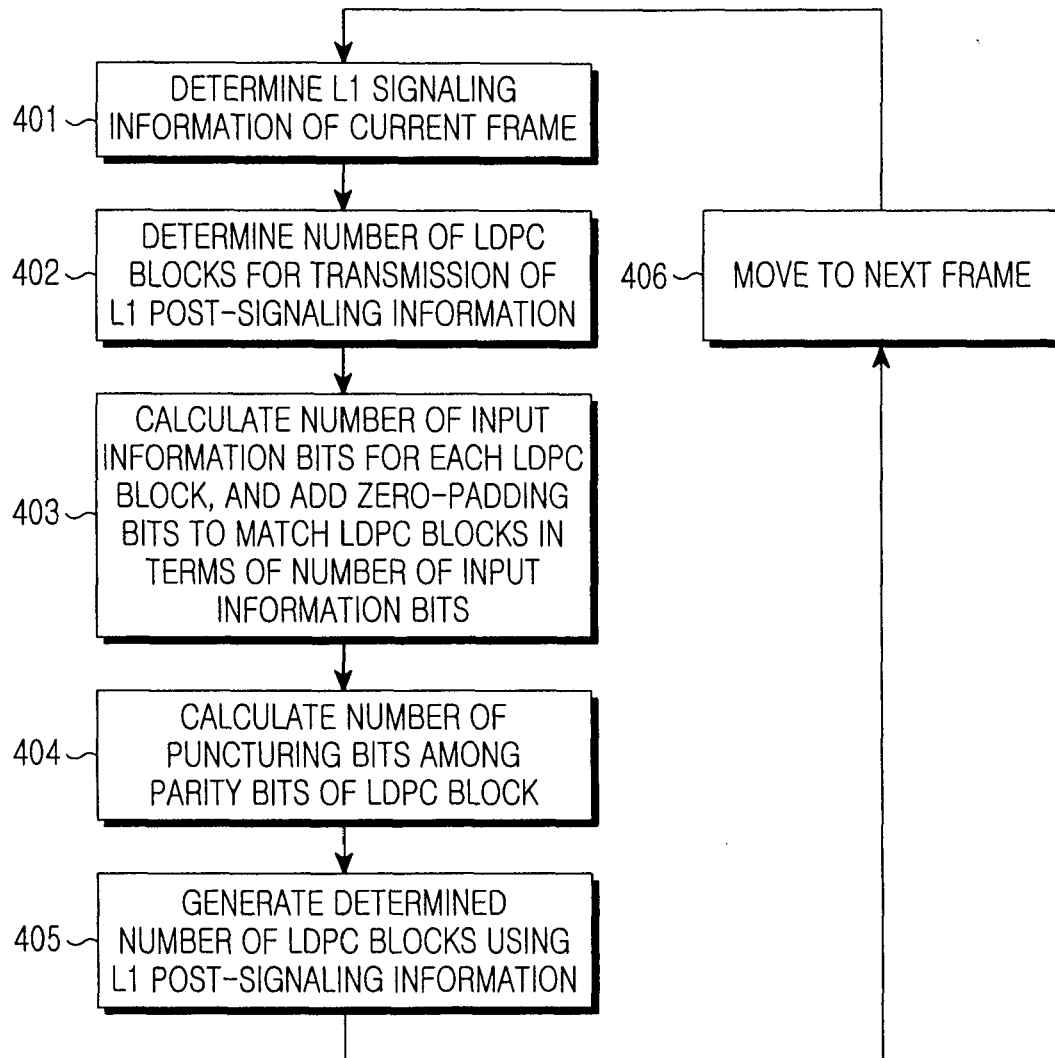 401
DETERMINE L1 SIGNALING
INFORMATION OF CURRENT FRAME
402
DETERMINE NUMBER OF LDPC
BLOCKS FOR TRANSMISSION OF
L1 POST-SIGNALING INFORMATION
403
CALCULATE NUMBER OF INPUT
INFORMATION BITS FOR EACH LDPC
BLOCK, AND ADD ZERO-PADDING
BITS TO MATCH LDPC BLOCKS IN
TERMS OF NUMBER OF INPUT
INFORMATION BITS
404
CALCULATE NUMBER OF
PUNCTURING BITS AMONG
PARITY BITS OF LDPC BLOCK
405
GENERATE DETERMINED
NUMBER OF LDPC BLOCKS USING
L1 POST-SIGNALING INFORMATION
406
MOVE TO NEXT FRAME